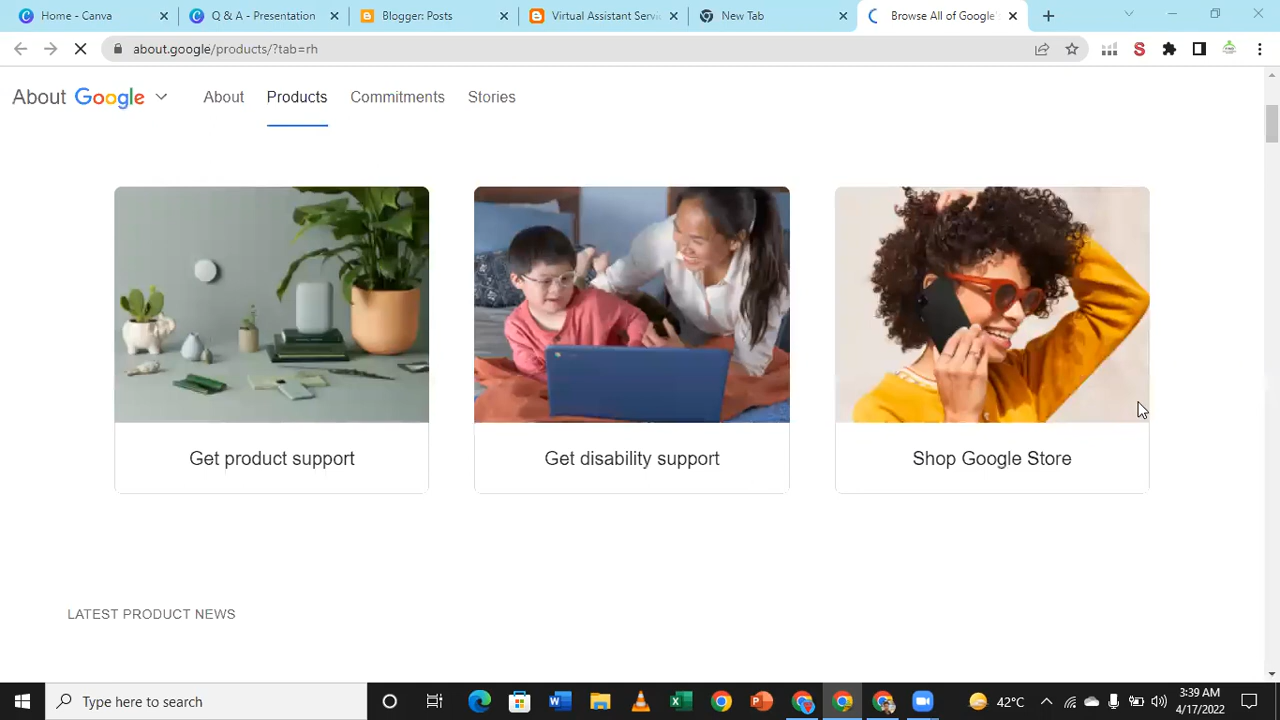 Home - Canva
Q & A - Presentation
Blogger: Posts
Virtual Assistant Servi
New Tab
Browse All of Google's
about.google/products/?tab=rh
About Google
About
Products
Commitments
Stories
Get product support
Get disability support
Shop Google Store
LATEST PRODUCT NEWS
Type here to search
42°C
3:39 AM
4/17/2022